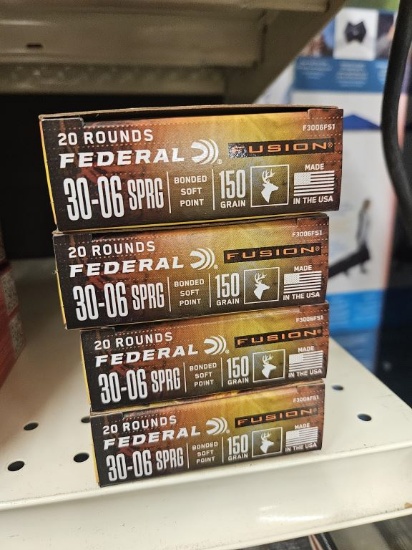 20 ROUNDS
F3006FS1
FEDERAL FUSION®
30-06 SPRG
BONDED
SOFT
POINT
150
GRAIN
MADE
IN THE USA
20 ROUNDS
F3006FS1
FEDERAL FUSION®
30-06 SPRG
BONDED
SOFT
POINT
150
GRAIN
MADE
IN THE USA
20 ROUNDS
F3006FS1
FEDERAL FUSION
30-06 SPRG
BONDED
SOFT
POINT
150
GRAIN
MADE
IN THE USA
20 ROUNDS
F3006FS1
FEDERAL FUSION
30-06 SPRG
BONDED
SOFT
POINT
150
GRAIN
MADE
IN THE USA